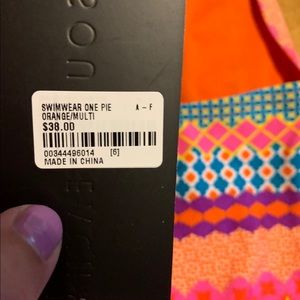 SWIMWEAR ONE PIE A - F
ORANGE/MULTI
$38.00
00344496014 [6]
MADE IN CHINA